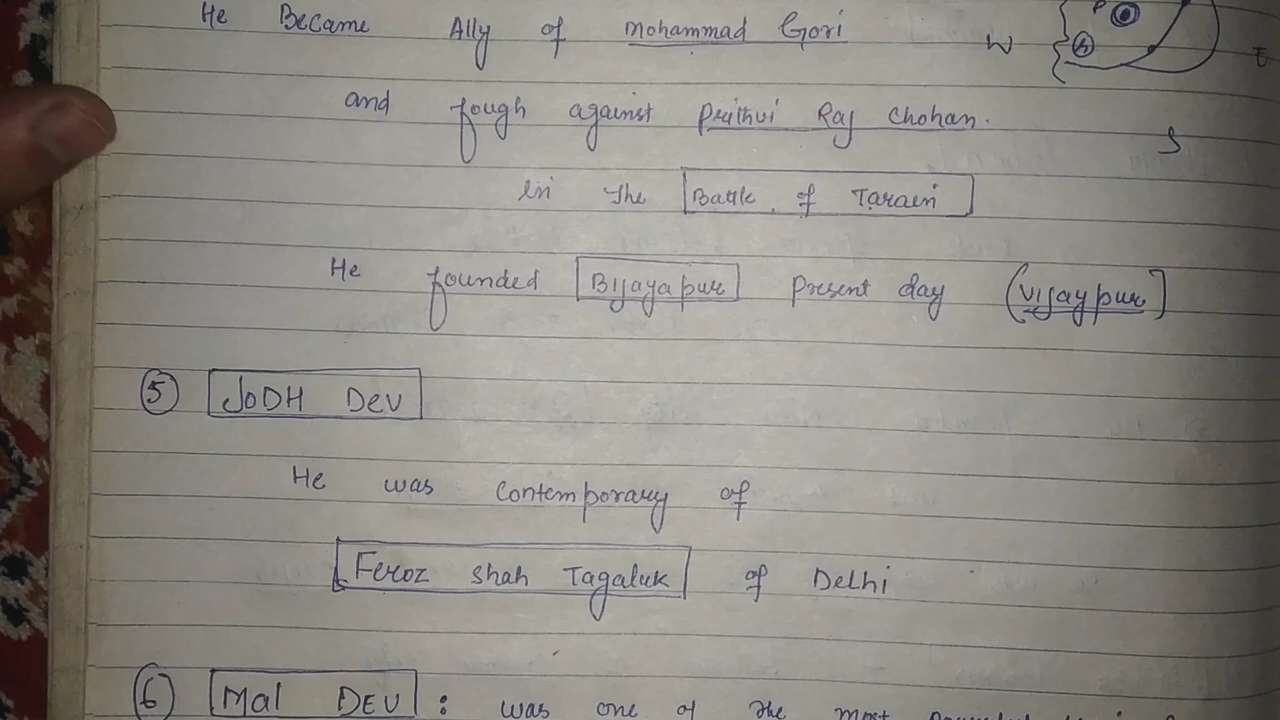 He Became Ally of Mohammad Gori
W
E
and fough against Prithvi Raj Chohan.
S
in the Battle of Tarain
He founded Bijayapur present day (Vijaypur]
5 JODH DEV
He was contemporary of
Feroz Shah Tagaluk of Delhi
6 Mal DEV : was one of the most